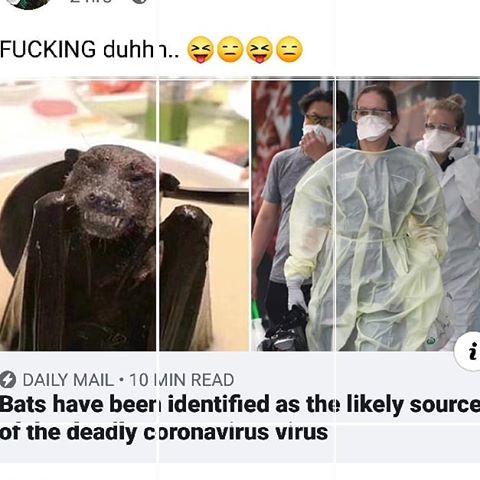 FUCKING duhhn.. 😝😑😝😑
DAILY MAIL • 10 MIN READ
Bats have been identified as the likely source
of the deadly coronavirus virus